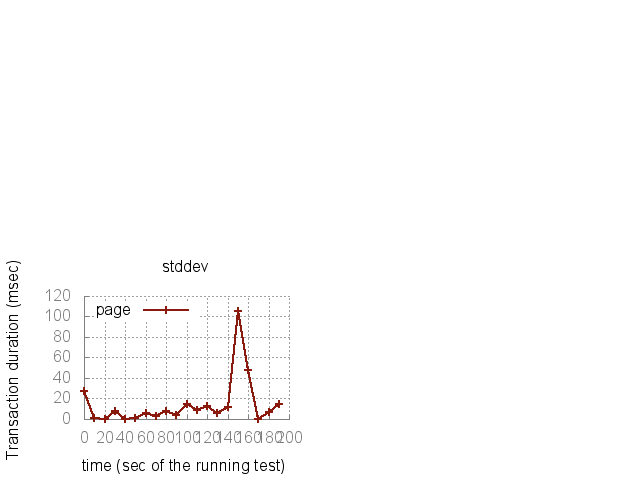 stddev
Transaction duration (msec)
120
100
80
60
40
20
0
page
0 20 40 60 80 100 120 140 160 180 200
time (sec of the running test)